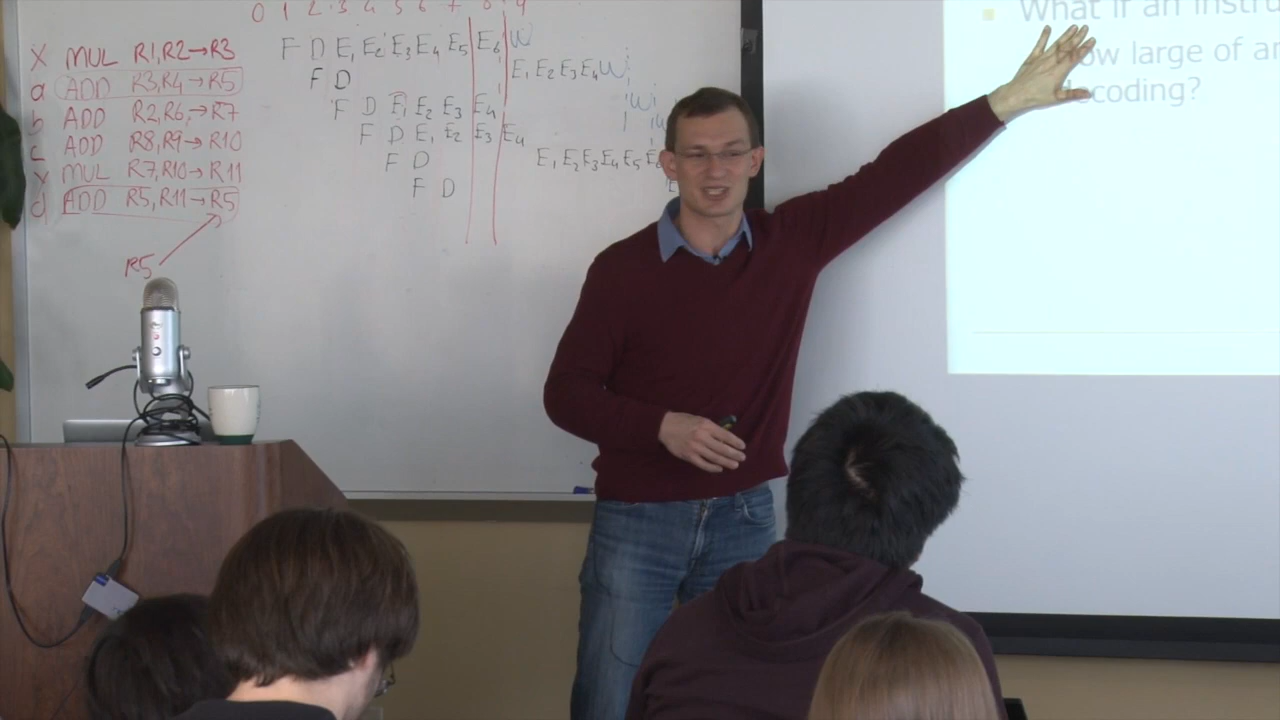 0 1 2 3 4 5 6 7 8 9
X MUL R1,R2→R3 F D E₁ E₂ E₃ E₄ E₅ E₆ W
a ADD R3,R4→R5 F D E₁ E₂ E₃ E₄ W
b ADD R2,R6→R7 F D E₁ E₂ E₃ E₄ W
c ADD R8,R9→R10 F D E₁ E₂ E₃ E₄
y MUL R7,R10→R11 F D E₁ E₂ E₃ E₄ E₅ E₆
d ADD R5,R11→R5 F D
R5
What if an instru
How large of an
decoding?